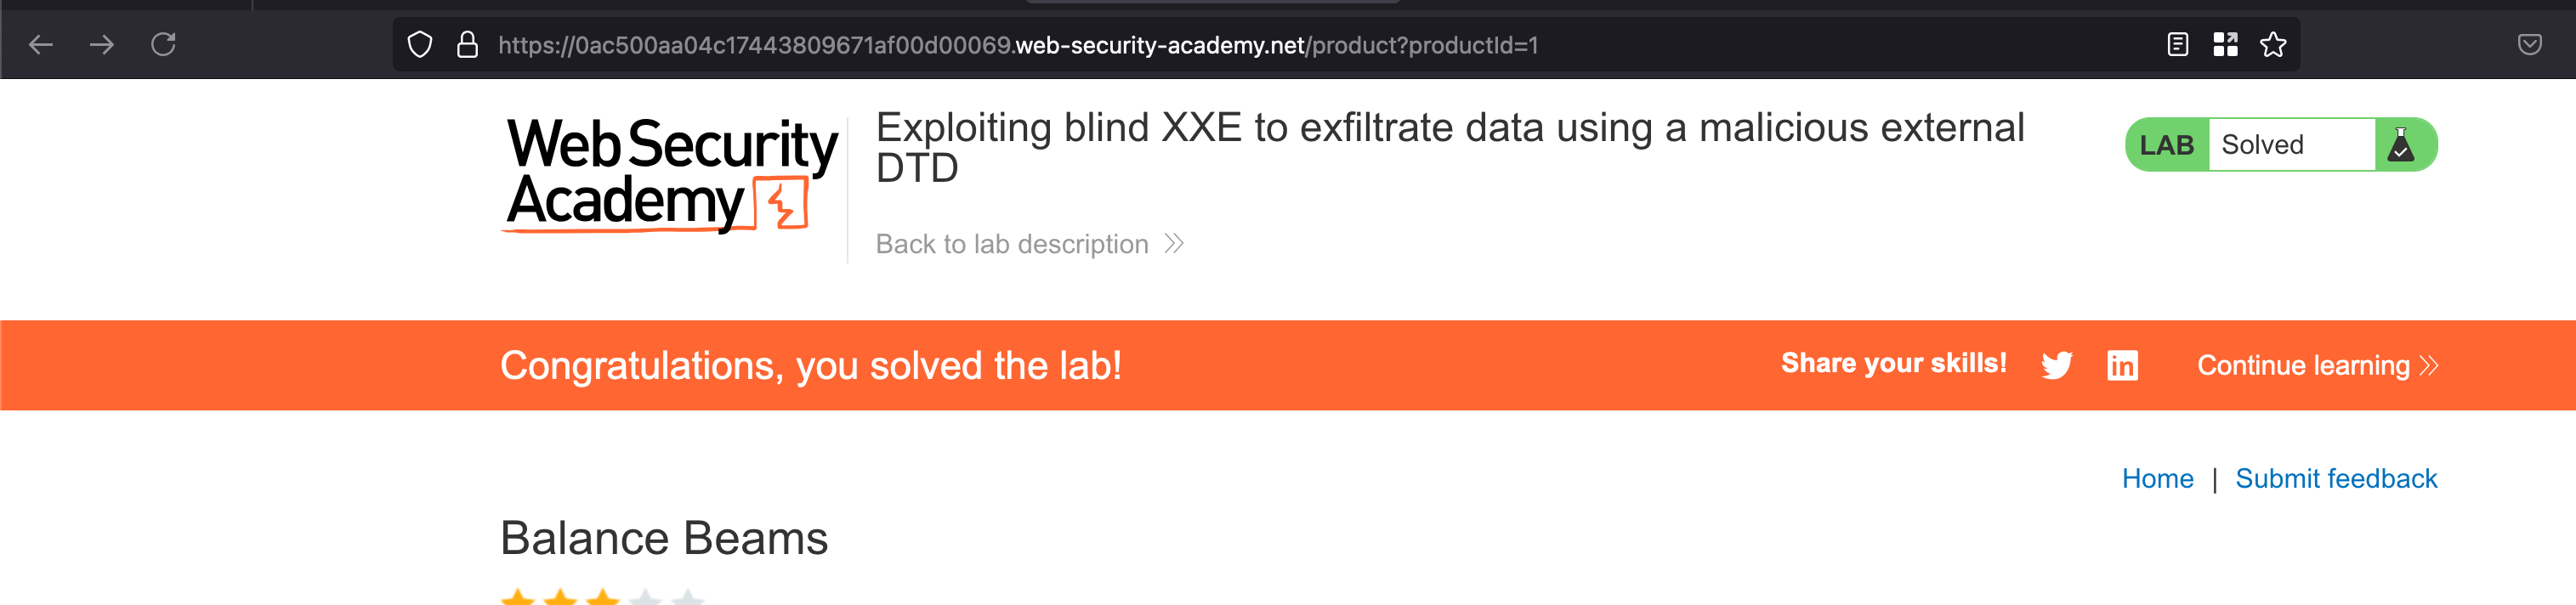 https://0ac500aa04c17443809671af00d00069.web-security-academy.net/product?productId=1
Web Security
Academy
Exploiting blind XXE to exfiltrate data using a malicious external
DTD
Back to lab description
LAB Solved
Congratulations, you solved the lab!
Share your skills!
Continue learning
Home | Submit feedback
Balance Beams